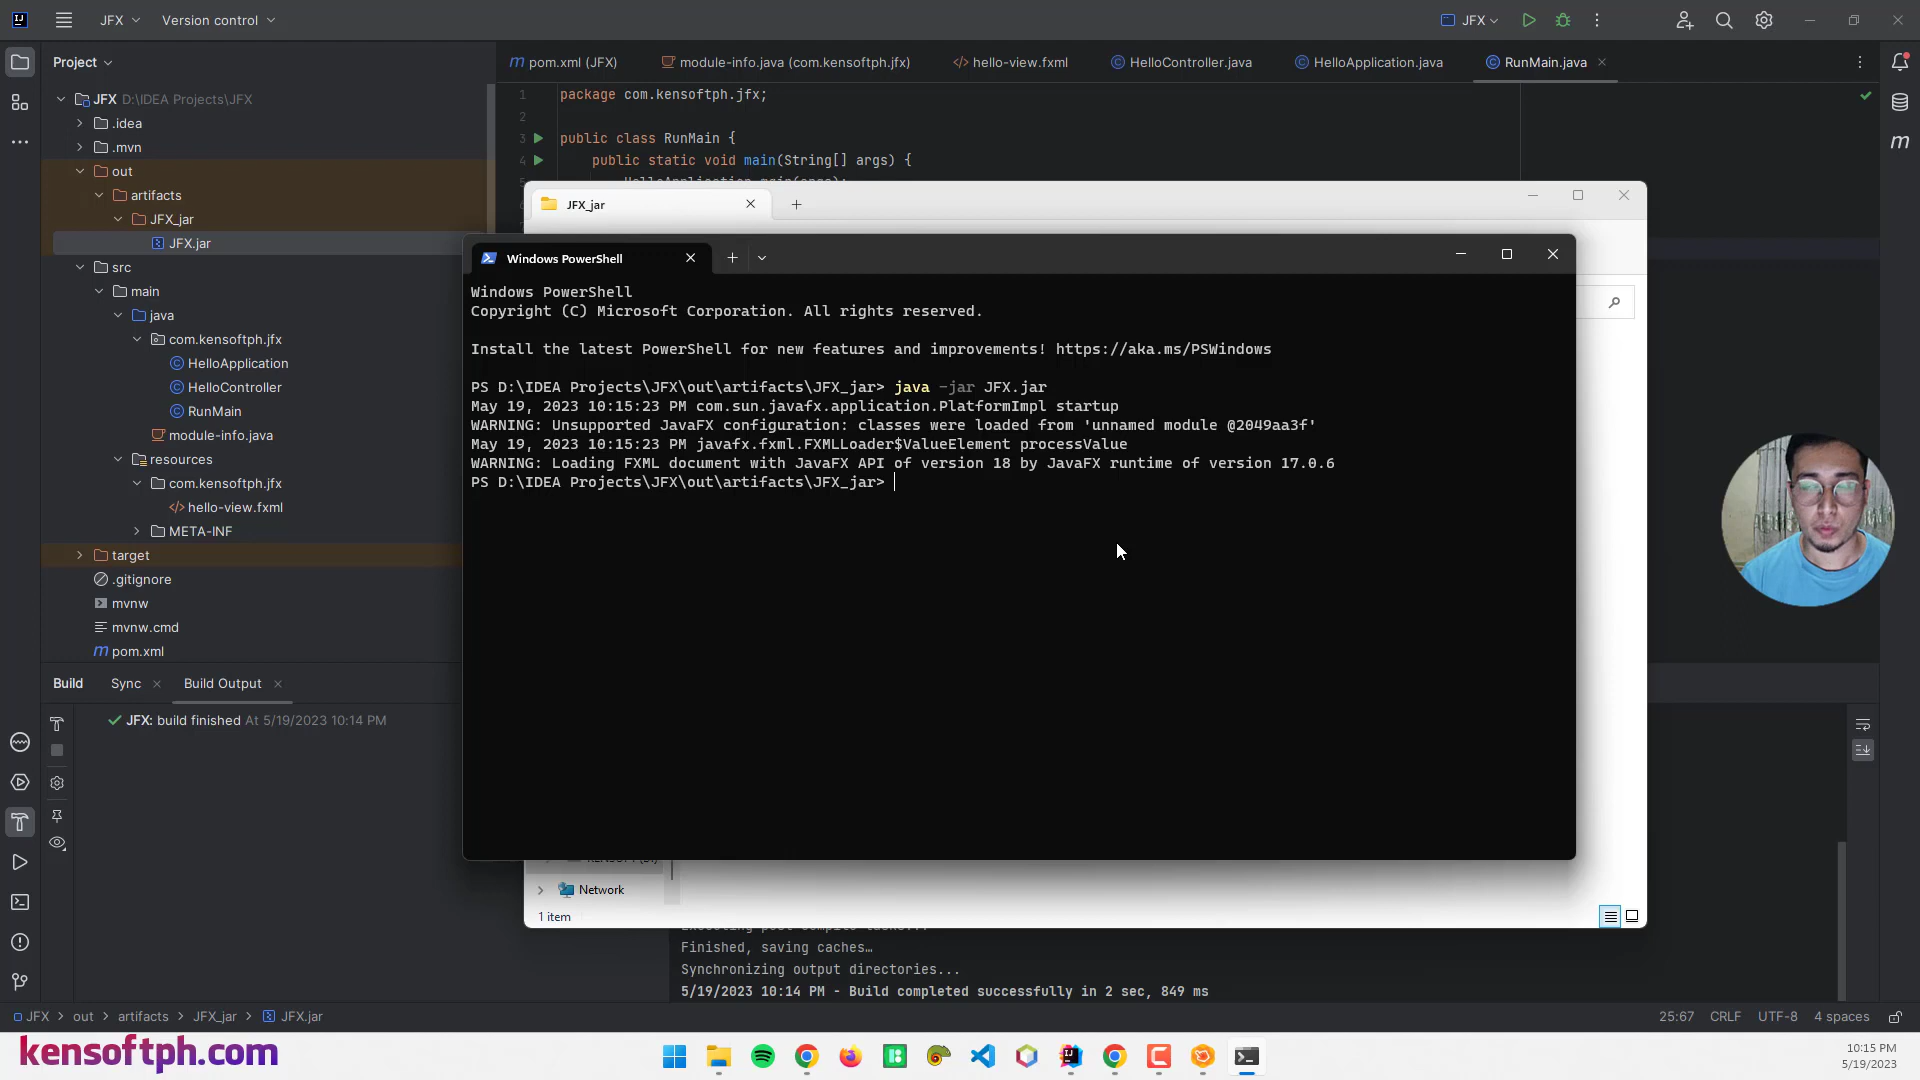 JFX
Version control
JFX
Project
pom.xml (JFX)
module-info.java (com.kensoftph.jfx)
hello-view.fxml
HelloController.java
HelloApplication.java
RunMain.java
JFX D:\IDEA Projects\JFX
.idea
.mvn
out
artifacts
JFX_jar
JFX.jar
src
main
java
com.kensoftph.jfx
HelloApplication
HelloController
RunMain
module-info.java
resources
com.kensoftph.jfx
hello-view.fxml
META-INF
target
.gitignore
mvnw
mvnw.cmd
pom.xml
1 package com.kensoftph.jfx;
2
3 public class RunMain {
4 public static void main(String[] args) {
JFX_jar
Windows PowerShell
Windows PowerShell
Copyright (C) Microsoft Corporation. All rights reserved.
Install the latest PowerShell for new features and improvements! https://aka.ms/PSWindows
PS D:\IDEA Projects\JFX\out\artifacts\JFX_jar> java -jar JFX.jar
May 19, 2023 10:15:23 PM com.sun.javafx.application.PlatformImpl startup
WARNING: Unsupported JavaFX configuration: classes were loaded from 'unnamed module @2049aa3f'
May 19, 2023 10:15:23 PM javafx.fxml.FXMLLoader$ValueElement processValue
WARNING: Loading FXML document with JavaFX API of version 18 by JavaFX runtime of version 17.0.6
PS D:\IDEA Projects\JFX\out\artifacts\JFX_jar>
Network
1 item
Build
Sync
Build Output
JFX: build finished At 5/19/2023 10:14 PM
Finished, saving caches…
Synchronizing output directories...
5/19/2023 10:14 PM - Build completed successfully in 2 sec, 849 ms
JFX > out > artifacts > JFX_jar > JFX.jar
25:67 CRLF UTF-8 4 spaces
kensoftph.com
10:15 PM
5/19/2023